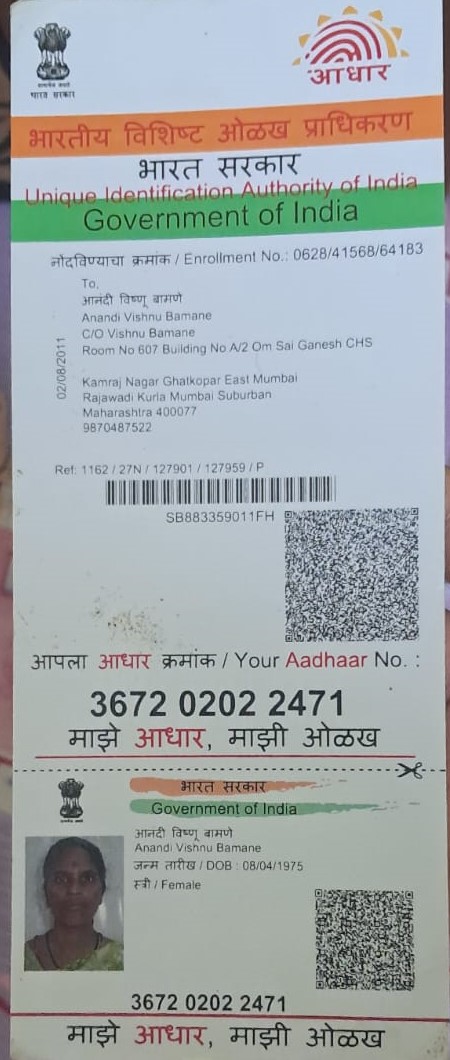 भारत सरकार
आधार
भारतीय विशिष्ट ओळख प्राधिकरण
भारत सरकार
Unique Identification Authority of India
Government of India
नोंदविण्याचा क्रमांक / Enrollment No.: 0628/41568/64183
To,
आनंदी विष्णू बामणे
Anandi Vishnu Bamane
C/O Vishnu Bamane
Room No 607 Building No A/2 Om Sai Ganesh CHS
02/08/2011
Kamraj Nagar Ghatkopar East Mumbai
Rajawadi Kurla Mumbai Suburban
Maharashtra 400077
9870487522
Ref: 1162 / 27N / 127901 / 127959 / P
SB883359011FH
आपला आधार क्रमांक / Your Aadhaar No. :
3672 0202 2471
माझे आधार, माझी ओळख
भारत सरकार
Government of India
आनंदी विष्णू बामणे
Anandi Vishnu Bamane
जन्म तारीख / DOB : 08/04/1975
स्त्री / Female
3672 0202 2471
माझे आधार, माझी ओळख